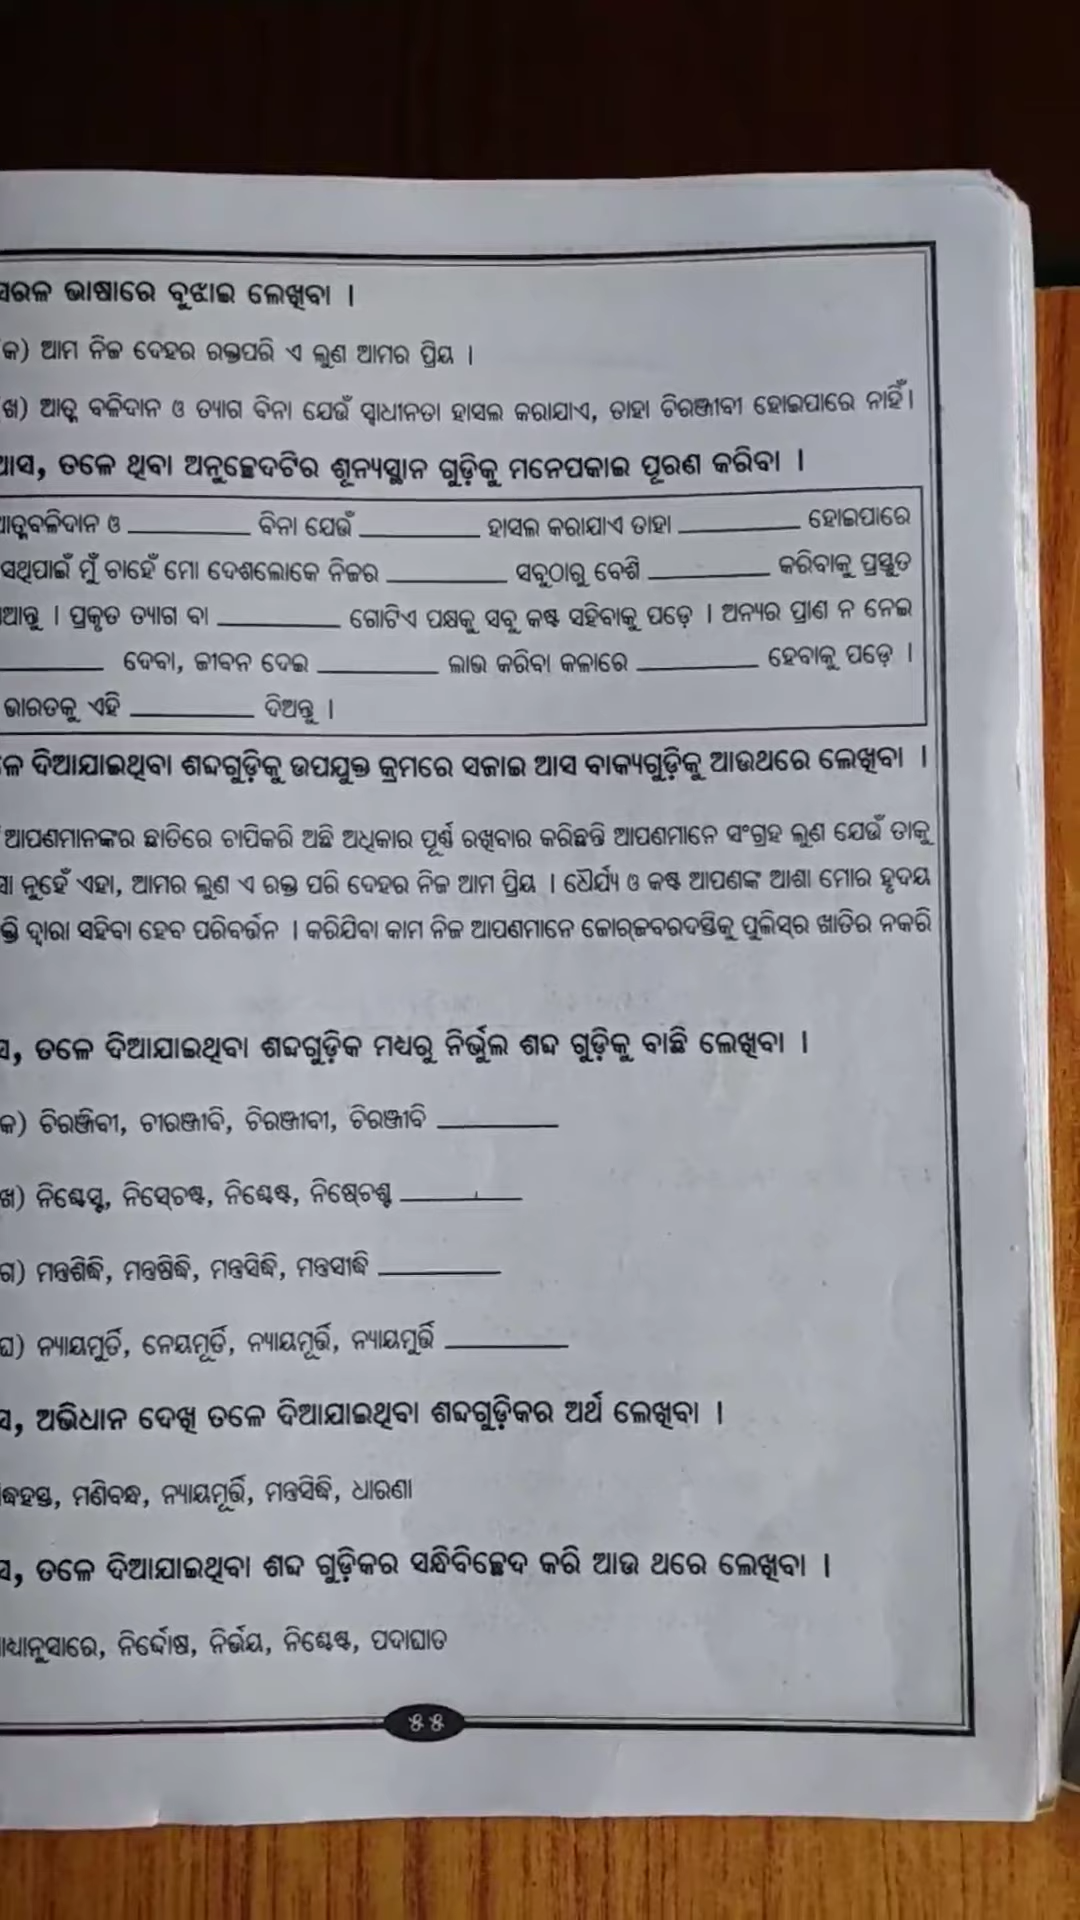 ସରଳ ଭାଷାରେ ବୁଝାଇ ଲେଖିବା ।
କ) ଆମ ନିଜ ଦେହର ରକ୍ତପରି ଏ ଲୁଣ ଆମର ପ୍ରିୟ ।
ଖ) ଆତ୍ମ ବଳିଦାନ ଓ ତ୍ୟାଗ ବିନା ଯେଉଁ ସ୍ୱାଧୀନତା ହାସଲ କରାଯାଏ, ତାହା ଚିରଞ୍ଜୀବୀ ହୋଇପାରେ ନାହିଁ।
ଆସ, ତଳେ ଥିବା ଅନୁଚ୍ଛେଦଟିର ଶୂନ୍ୟସ୍ଥାନ ଗୁଡ଼ିକୁ ମନେପକାଇ ପୂରଣ କରିବା ।
ଆତ୍ମବଳିଦାନ ଓ ________ ବିନା ଯେଉଁ ________ ହାସଲ କରାଯାଏ ତାହା ________ ହୋଇପାରେ
ସଥିପାଇଁ ମୁଁ ଚାହେଁ ମୋ ଦେଶଲୋକେ ନିଜର ________ ସବୁଠାରୁ ବେଶି ________ କରିବାକୁ ପ୍ରସ୍ତୁତ
ଆନ୍ତୁ । ପ୍ରକୃତ ତ୍ୟାଗ ବା ________ ଗୋଟିଏ ପକ୍ଷକୁ ସବୁ କଷ୍ଟ ସହିବାକୁ ପଡ଼େ । ଅନ୍ୟର ପ୍ରାଣ ନ ନେଇ
________ ଦେବା, ଜୀବନ ଦେଇ ________ ଲାଭ କରିବା କଳାରେ ________ ହେବାକୁ ପଡ଼େ ।
ଭାରତକୁ ଏହି ________ ଦିଅନ୍ତୁ ।
ଳେ ଦିଆଯାଇଥିବା ଶବ୍ଦଗୁଡ଼ିକୁ ଉପଯୁକ୍ତ କ୍ରମରେ ସଜାଇ ଆସ ବାକ୍ୟଗୁଡ଼ିକୁ ଆଉଥରେ ଲେଖିବା ।
ଆପଣମାନଙ୍କର ଛାତିରେ ଚାପିକରି ଅଛି ଅଧିକାର ପୂର୍ଣ୍ଣ ରଖିବାର କରିଛନ୍ତି ଆପଣମାନେ ସଂଗ୍ରହ ଲୁଣ ଯେଉଁ ତାକୁ
ସା ନୁହେଁ ଏହା, ଆମର ଲୁଣ ଏ ରକ୍ତ ପରି ଦେହର ନିଜ ଆମ ପ୍ରିୟ । ଧୈର୍ଯ୍ୟ ଓ କଷ୍ଟ ଆପଣଙ୍କ ଆଶା ମୋର ହୃଦୟ
କ୍ତି ଦ୍ୱାରା ସହିବା ହେବ ପରିବର୍ତ୍ତନ । କରିଯିବା କାମ ନିଜ ଆପଣମାନେ ଜୋର୍‌ଜବରଦସ୍ତିକୁ ପୁଲିସ୍‌ର ଖାତିର ନକରି
ସ, ତଳେ ଦିଆଯାଇଥିବା ଶବ୍ଦଗୁଡ଼ିକ ମଧ୍ୟରୁ ନିର୍ଭୁଲ ଶବ୍ଦ ଗୁଡ଼ିକୁ ବାଛି ଲେଖିବା ।
କ) ଚିରଞ୍ଜିବୀ, ଚୀରଞ୍ଜୀବି, ଚିରଞ୍ଜୀବୀ, ଚିରଞ୍ଜୀବି ________
ଖ) ନିଶ୍ଚେସ୍ଟ, ନିସ୍‌ଚେଷ୍ଟ, ନିଶ୍ଚେଷ୍ଟ, ନିଷ୍‌ଚେଶ୍ଟ ________
ଗ) ମନ୍ତ୍ରଶିଦ୍ଧି, ମନ୍ତ୍ରଷିଦ୍ଧି, ମନ୍ତ୍ରସିଦ୍ଧି, ମନ୍ତ୍ରସୀଦ୍ଧି ________
ଘ) ନ୍ୟାୟମୁର୍ତି, ନେୟମୂର୍ତି, ନ୍ୟାୟମୂର୍ତ୍ତି, ନ୍ୟାୟମୁର୍ତ୍ତି ________
ସ, ଅଭିଧାନ ଦେଖି ତଳେ ଦିଆଯାଇଥିବା ଶବ୍ଦଗୁଡ଼ିକର ଅର୍ଥ ଲେଖିବା ।
ଦ୍ଧହସ୍ତ, ମଣିବନ୍ଧ, ନ୍ୟାୟମୂର୍ତ୍ତି, ମନ୍ତ୍ରସିଦ୍ଧି, ଧାରଣା
ସ, ତଳେ ଦିଆଯାଇଥିବା ଶବ୍ଦ ଗୁଡ଼ିକର ସନ୍ଧିବିଚ୍ଛେଦ କରି ଆଉ ଥରେ ଲେଖିବା ।
ାଧ୍ୟାନୁସାରେ, ନିର୍ଦ୍ଦୋଷ, ନିର୍ଭୟ, ନିଶ୍ଚେଷ୍ଟ, ପଦାଘାତ
୫୫